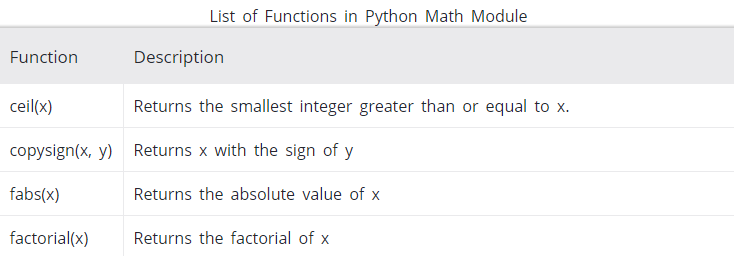 List of Functions in Python Math Module
Function Description
ceil(x) Returns the smallest integer greater than or equal to x.
copysign(x, y) Returns x with the sign of y
fabs(x) Returns the absolute value of x
factorial(x) Returns the factorial of x